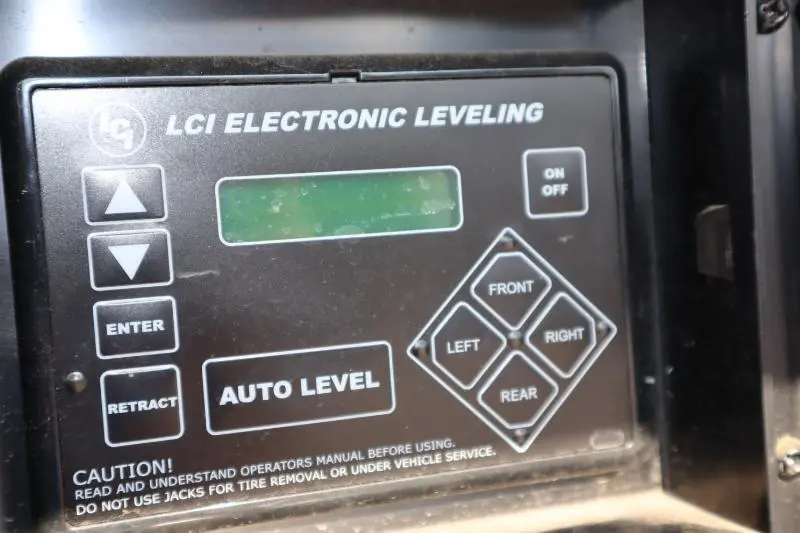 LCI
LCI ELECTRONIC LEVELING
ON
OFF
ENTER
RETRACT
AUTO LEVEL
FRONT
LEFT
RIGHT
REAR
CAUTION!
READ AND UNDERSTAND OPERATORS MANUAL BEFORE USING.
DO NOT USE JACKS FOR TIRE REMOVAL OR UNDER VEHICLE SERVICE.